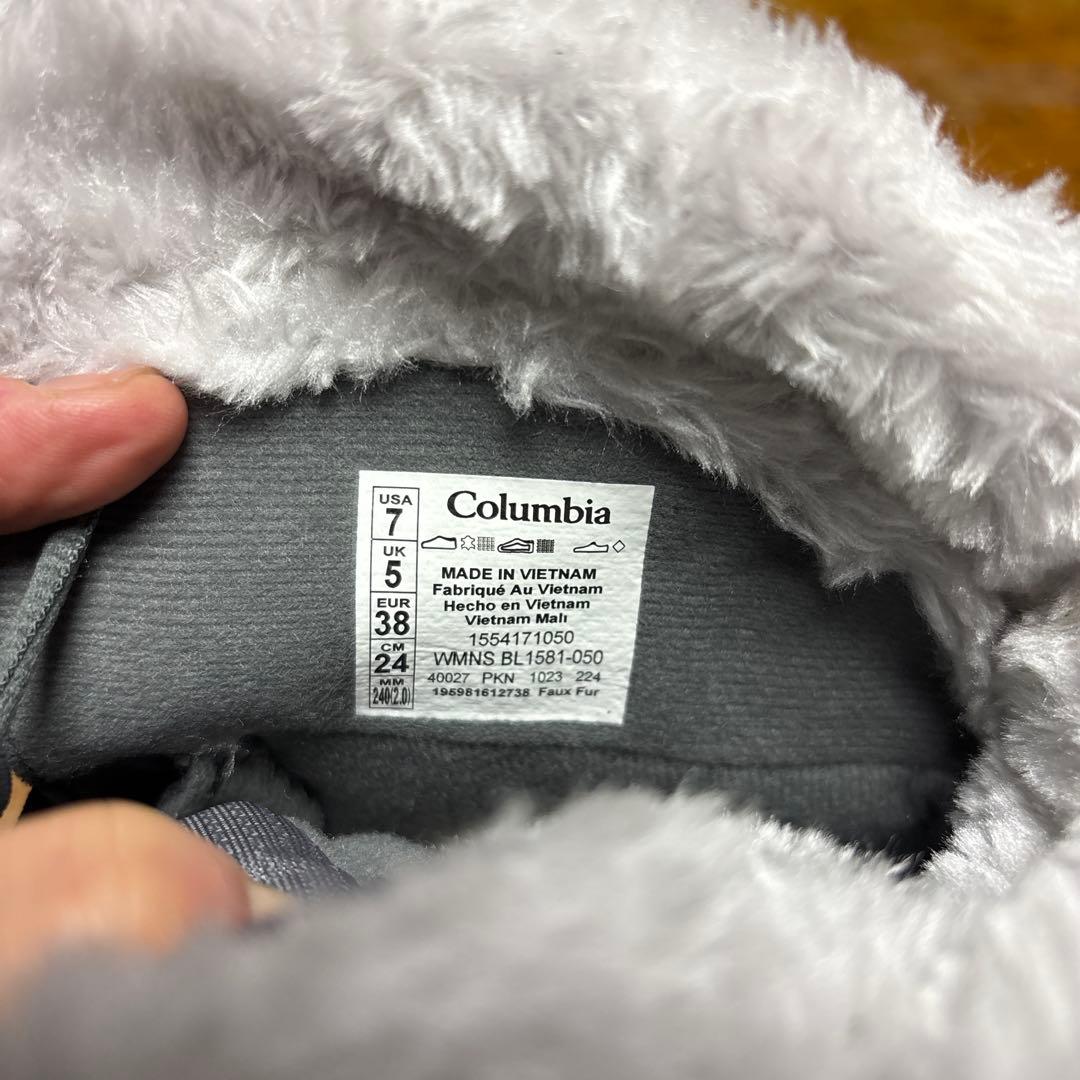 USA
7
UK
5
EUR
38
CM
24
MM
240(2.0)
Columbia
MADE IN VIETNAM
Fabriqué Au Vietnam
Hecho en Vietnam
Vietnam Malı
1554171050
WMNS BL1581-050
40027 PKN 1023 224
195981612738 Faux Fur